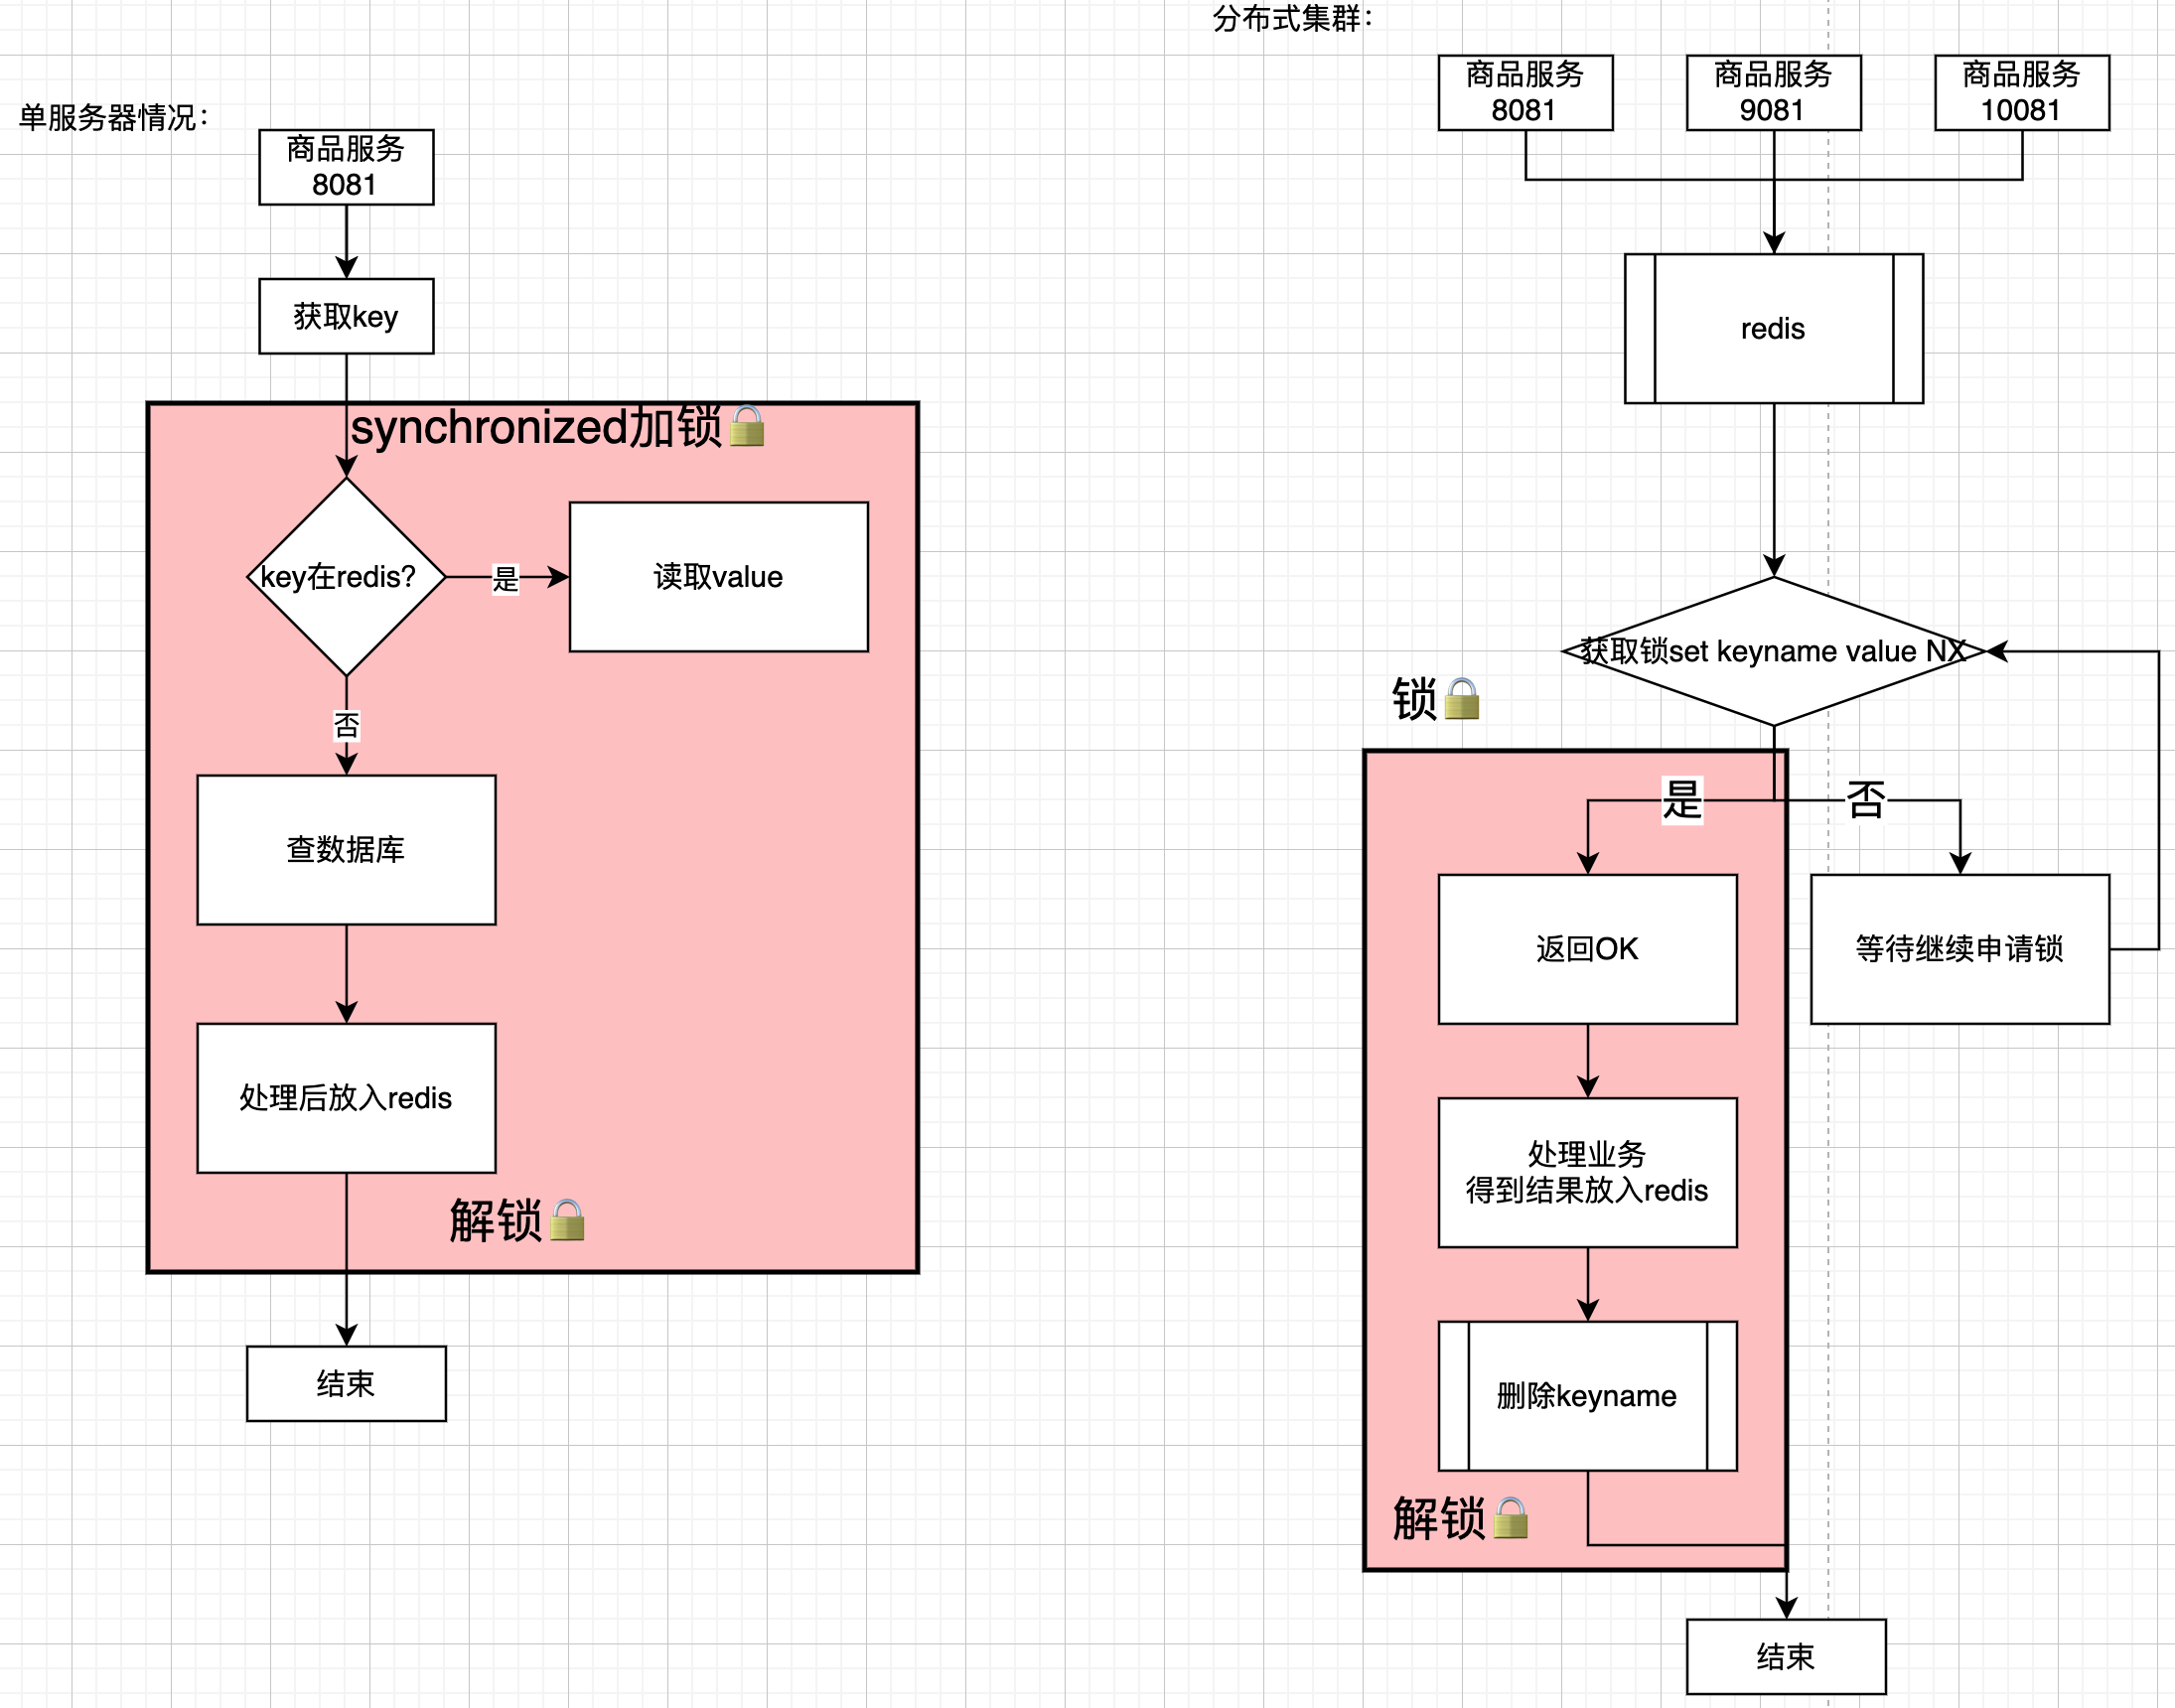 单服务器情况：
商品服务
8081
获取key
synchronized加锁🔒
key在redis?
是
读取value
否
查数据库
处理后放入redis
解锁🔒
结束
分布式集群：
商品服务
8081
商品服务
9081
商品服务
10081
redis
获取锁set keyname value NX
锁🔒
是
否
返回OK
等待继续申请锁
处理业务
得到结果放入redis
删除keyname
解锁🔒
结束